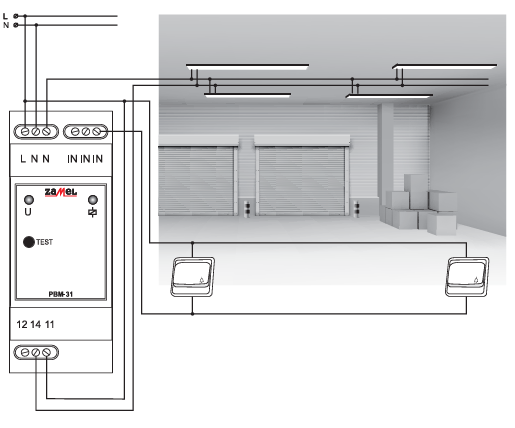 L
N
L N N IN IN IN
ZAMEL
U
TEST
PBM-31
12 14 11